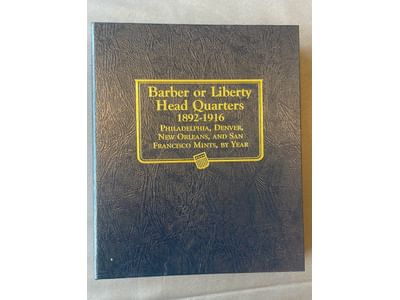 Barber or Liberty
Head Quarters
1892-1916
Philadelphia, Denver,
New Orleans, and San
Francisco Mints, by Year